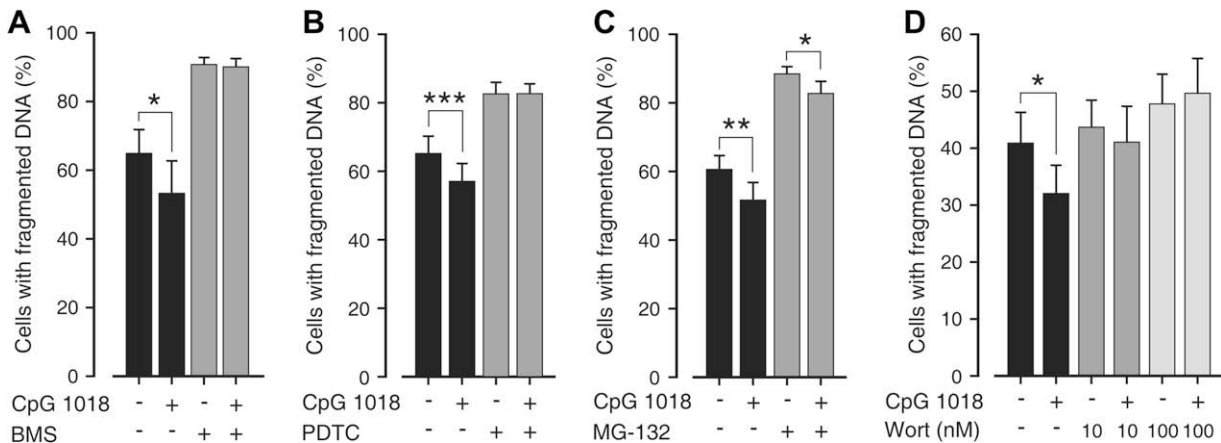 A
Cells with fragmented DNA (%)
100
80
60
40
20
0
*
CpG 1018 - + - +
BMS - - + +
B
Cells with fragmented DNA (%)
100
80
60
40
20
0
***
CpG 1018 - + - +
PDTC - - + +
C
Cells with fragmented DNA (%)
100
80
60
40
20
0
**
*
CpG 1018 - + - +
MG-132 - - + +
D
Cells with fragmented DNA (%)
60
50
40
30
20
10
0
*
CpG 1018 - + - + - +
Wort (nM) - - 10 10 100 100